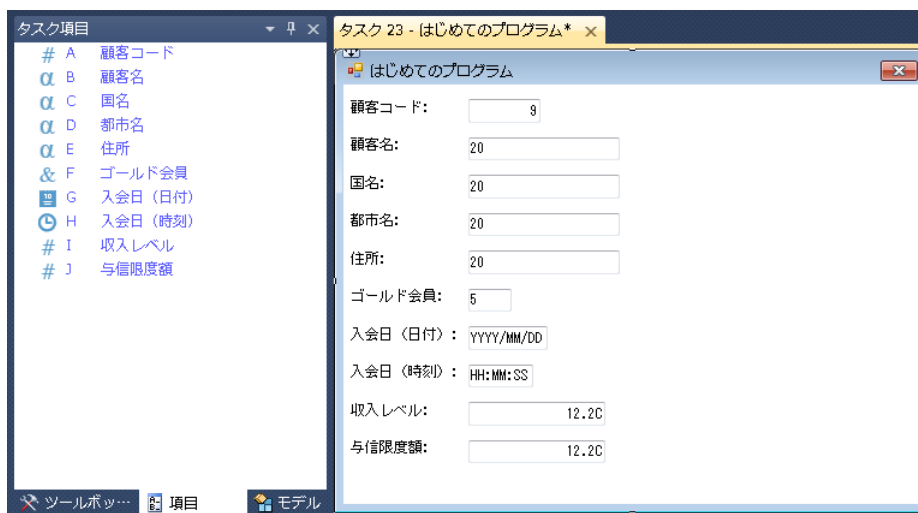 タスク項目
# A 顧客コード
α B 顧客名
α C 国名
α D 都市名
α E 住所
& F ゴールド会員
G 入会日（日付）
H 入会日（時刻）
# I 収入レベル
# J 与信限度額
ツールボッ… 項目 モデル
タスク 23 - はじめてのプログラム*
はじめてのプログラム
顧客コード: 9
顧客名: 20
国名: 20
都市名: 20
住所: 20
ゴールド会員: 5
入会日（日付）: YYYY/MM/DD
入会日（時刻）: HH:MM:SS
収入レベル: 12.2C
与信限度額: 12.2C